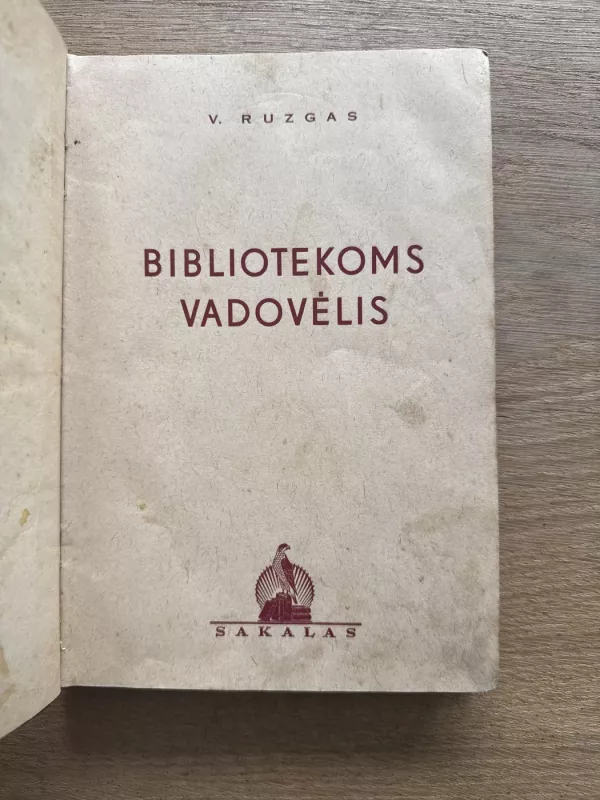 V. RUZGAS
BIBLIOTEKOMS
VADOVĖLIS
SAKALAS